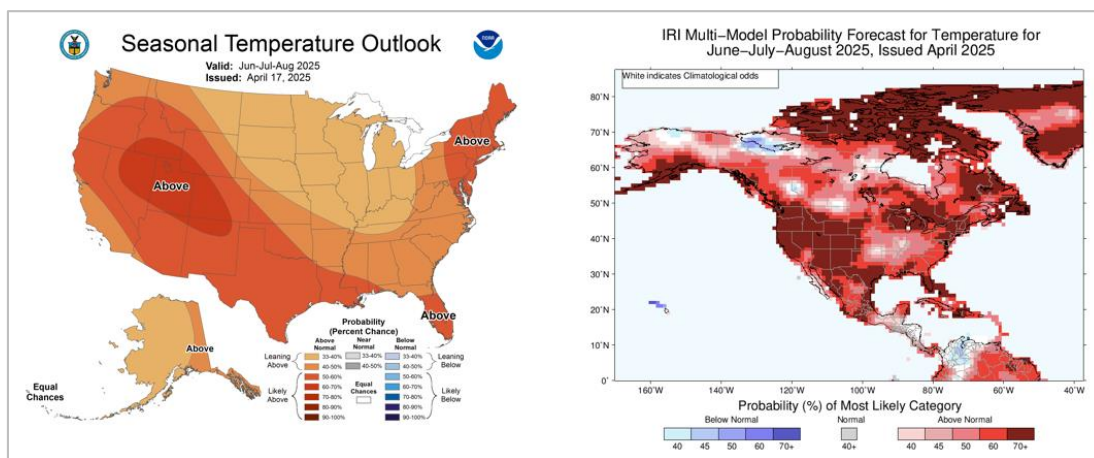 Seasonal Temperature Outlook
Valid: Jun-Jul-Aug 2025
Issued: April 17, 2025
Above
Above
Above
Above
Equal
Chances
Probability
(Percent Chance)
Above
Normal
Near
Normal
Below
Normal
Leaning
Above
33-40%
33-40%
33-40%
Leaning
Below
40-50%
40-50%
40-50%
Likely
Above
50-60%
Equal
Chances
50-60%
Likely
Below
60-70%
60-70%
70-80%
70-80%
80-90%
80-90%
90-100%
90-100%
IRI Multi-Model Probability Forecast for Temperature for
June-July-August 2025, Issued April 2025
White indicates Climatological odds
80°N
70°N
60°N
50°N
40°N
30°N
20°N
10°N
0°
160°W
140°W
120°W
100°W
80°W
60°W
40°W
Probability (%) of Most Likely Category
Below Normal
Normal
Above Normal
40 45 50 60 70+
40+
40 45 50 60 70+